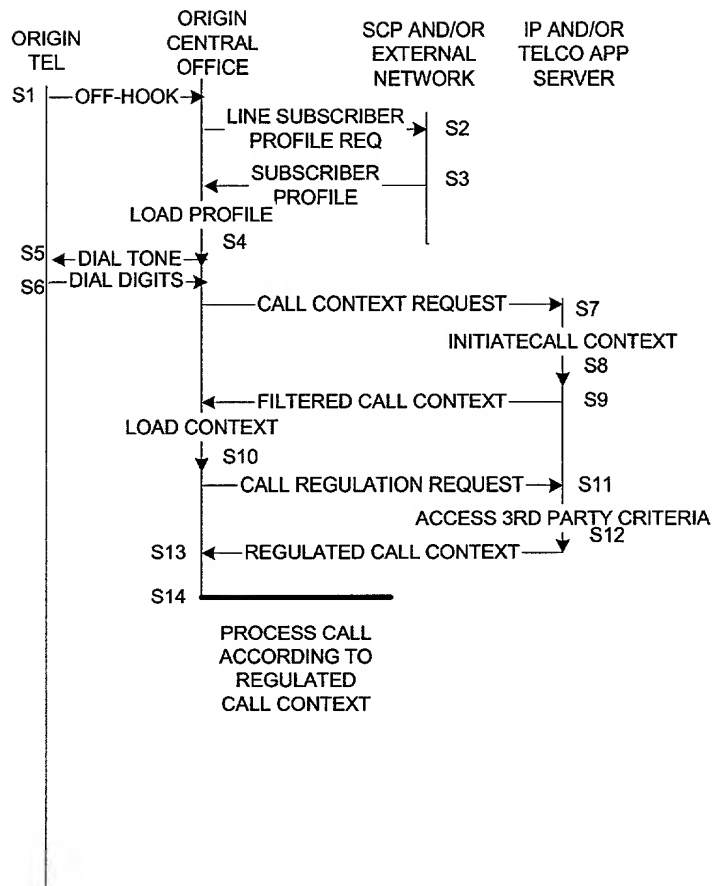 ORIGIN
TEL
ORIGIN
CENTRAL
OFFICE
SCP AND/OR
EXTERNAL
NETWORK
IP AND/OR
TELCO APP
SERVER
S1
OFF-HOOK
LINE SUBSCRIBER
PROFILE REQ
S2
SUBSCRIBER
PROFILE
S3
LOAD PROFILE
S4
S5
DIAL TONE
S6
DIAL DIGITS
CALL CONTEXT REQUEST
S7
INITIATECALL CONTEXT
S8
FILTERED CALL CONTEXT
S9
LOAD CONTEXT
S10
CALL REGULATION REQUEST
S11
ACCESS 3RD PARTY CRITERIA
S12
S13
REGULATED CALL CONTEXT
S14
PROCESS CALL
ACCORDING TO
REGULATED
CALL CONTEXT